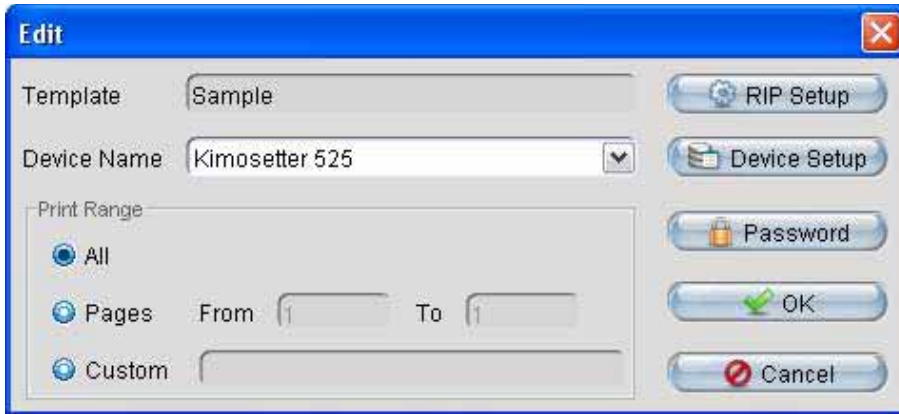 Edit
Template Sample
RIP Setup
Device Name Kimosetter 525
Device Setup
Print Range
All
Password
Pages From 1 To 1
OK
Custom
Cancel